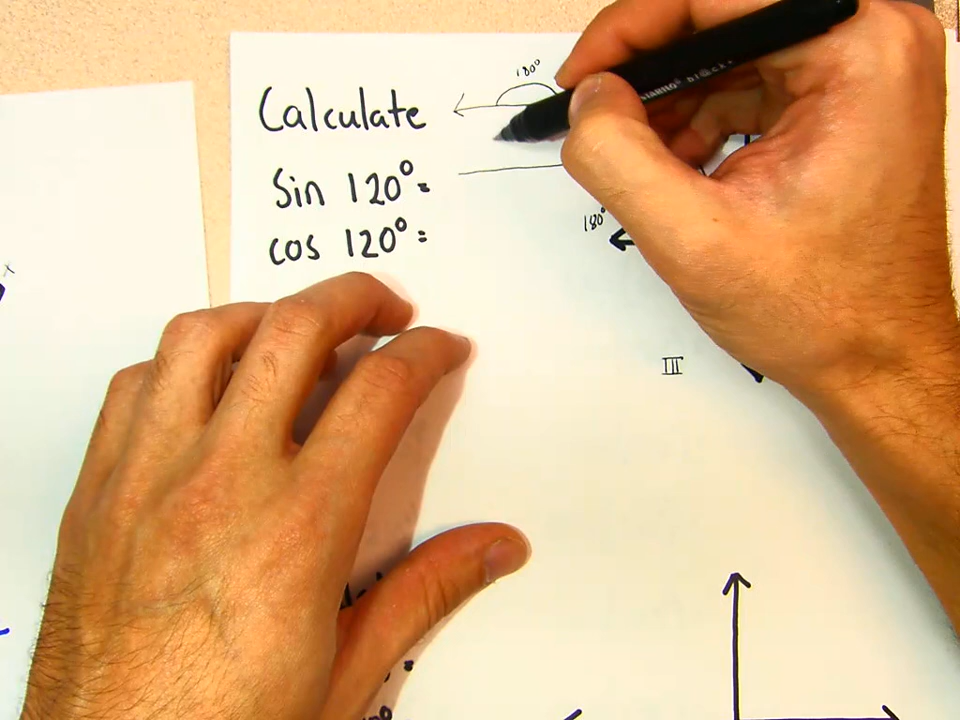 180°
Calculate
Sin 120° =
cos 120° =
180°
III
x